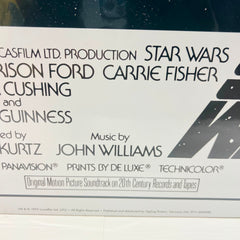 CASFILM LTD. PRODUCTION STAR WARS
RISON FORD CARRIE FISHER
CUSHING
and
GUINNESS
ed by Music by
KURTZ JOHN WILLIAMS
PANAVISION® PRINTS BY DE LUXE® TECHNICOLOR®
Original Motion Picture Soundtrack on 20th Century Records and Tapes